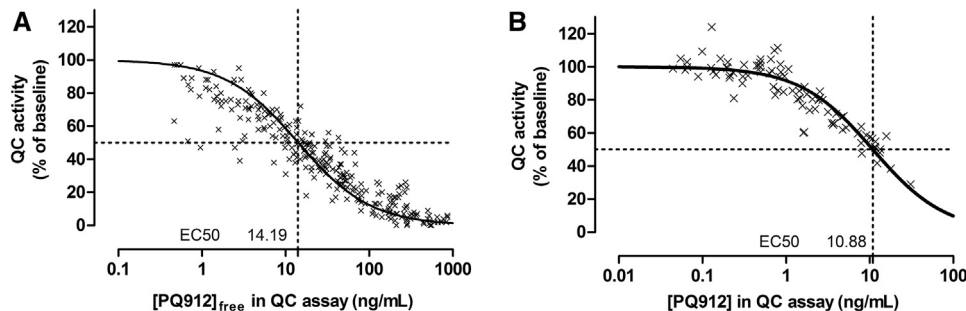 A
QC activity
(% of baseline)
120
100
80
60
40
20
0
EC50 14.19
0.1 1 10 100 1000
[PQ912]free in QC assay (ng/mL)
B
QC activity
(% of baseline)
120
100
80
60
40
20
0
EC50 10.88
0.01 0.1 1 10 100
[PQ912] in QC assay (ng/mL)